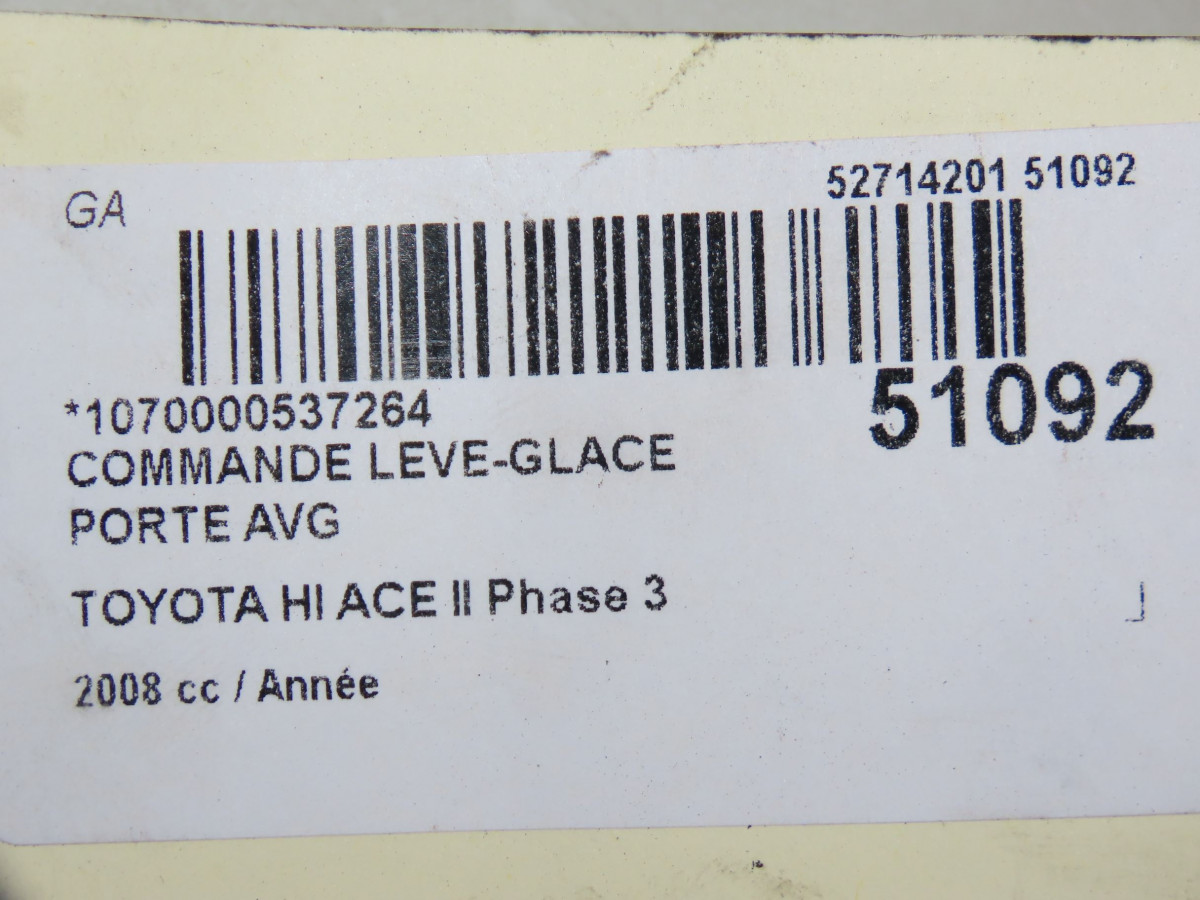 GA
52714201 51092
51092
*1070000537264
COMMANDE LEVE-GLACE
PORTE AVG
TOYOTA HI ACE II Phase 3
2008 cc / Année